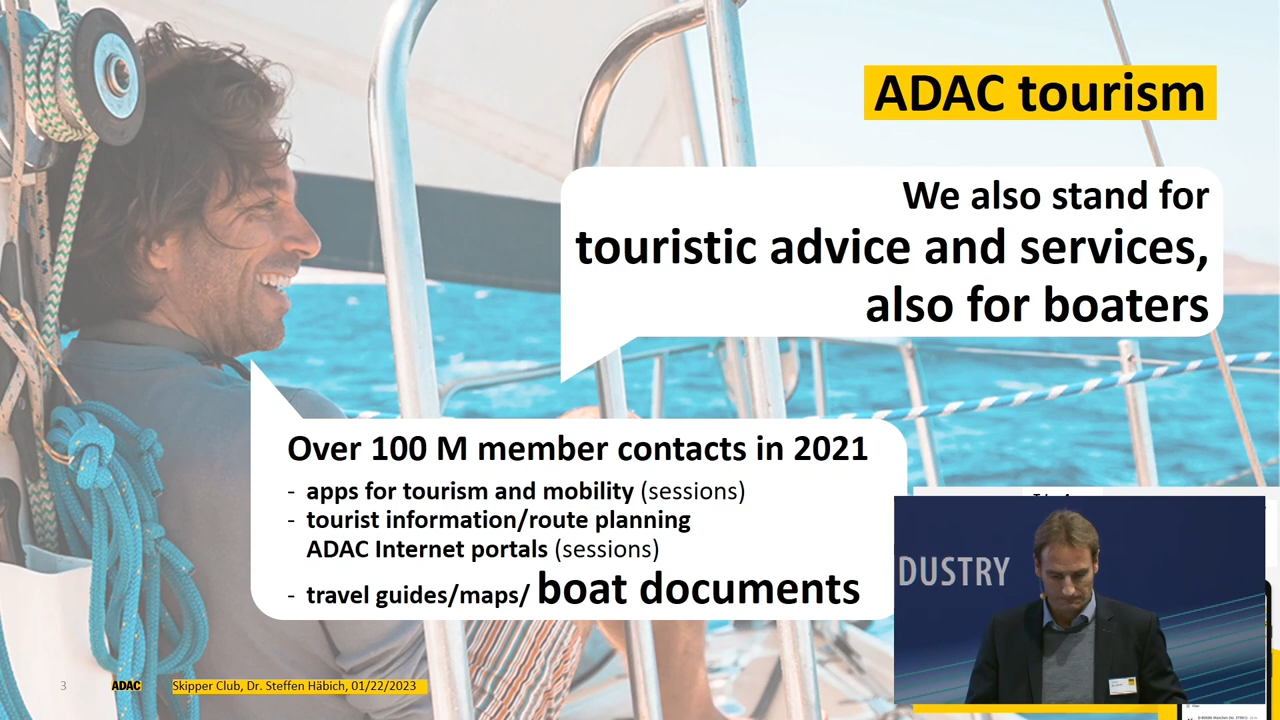 ADAC tourism
We also stand for
touristic advice and services,
also for boaters
Over 100 M member contacts in 2021
- apps for tourism and mobility (sessions)
- tourist information/route planning
ADAC Internet portals (sessions)
- travel guides/maps/ boat documents
DUSTRY
3
ADAC
Skipper Club, Dr. Steffen Häbich, 01/22/2023